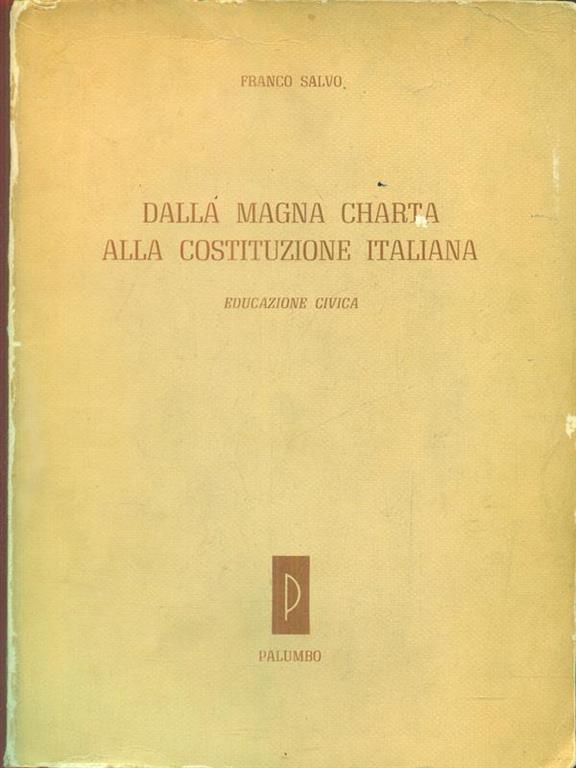 FRANCO SALVO
DALLA MAGNA CHARTA
ALLA COSTITUZIONE ITALIANA
EDUCAZIONE CIVICA
P
PALUMBO